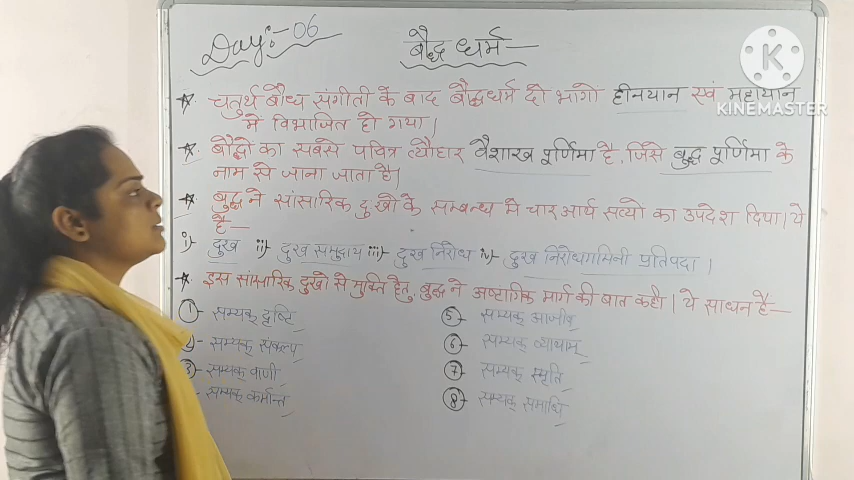 Day:-06
बौद्ध धर्म—
★ चतुर्थ बौध संगीती के बाद बौद्धधर्म दो भागो हीनयान एवं महायान
मे विभाजित हो गया।
★ बौद्धो का सबसे पवित्र त्यौहार वैशाख पूर्णिमा है, जिसे बुद्ध पूर्णिमा के
नाम से जाना जाता है।
★ बुद्ध ने सांसारिक दुःखो के सम्बन्ध मे चार आर्य सत्यो का उपदेश दिया। ये
है—
i)- दुख ii)- दुख समुदाय iii)- दुख निरोध iv)- दुख निरोधगामिनी प्रतिपदा।
★ इस सांसारिक दुखो से मुक्ति हेतु, बुद्ध ने अष्टांगिक मार्ग की बात कही। ये साधन हैं—
① सम्यक् दृष्टि
② सम्यक् संकल्प
③ सम्यक् वाणी
सम्यक् कर्मान्त
⑤ सम्यक् आजीव
⑥ सम्यक् व्यायाम्
⑦ सम्यक् स्मृति
⑧ सम्यक् समाधि
K
KINEMASTER